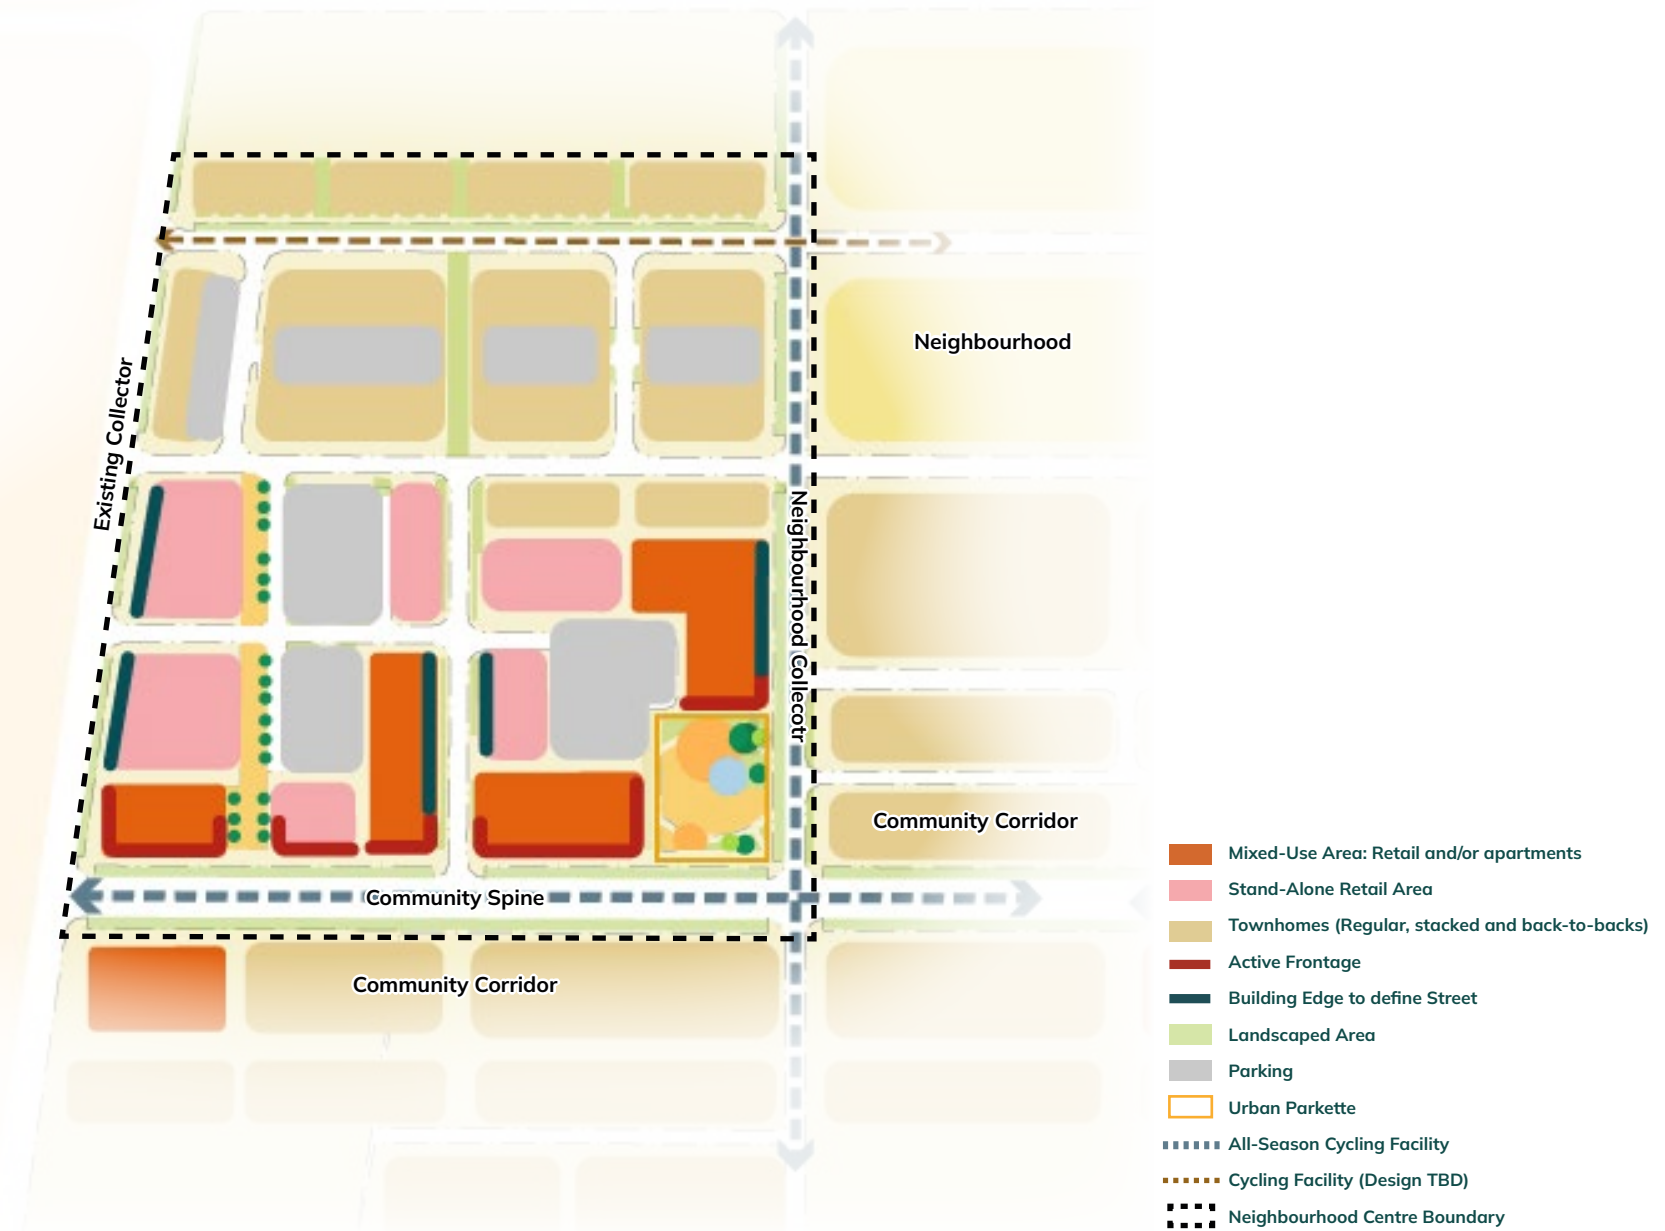 Neighbourhood
Existing Collector
Neighbourhood Collecotr
Community Corridor
Community Spine
Community Corridor
Mixed-Use Area: Retail and/or apartments
Stand-Alone Retail Area
Townhomes (Regular, stacked and back-to-backs)
Active Frontage
Building Edge to define Street
Landscaped Area
Parking
Urban Parkette
All-Season Cycling Facility
Cycling Facility (Design TBD)
Neighbourhood Centre Boundary